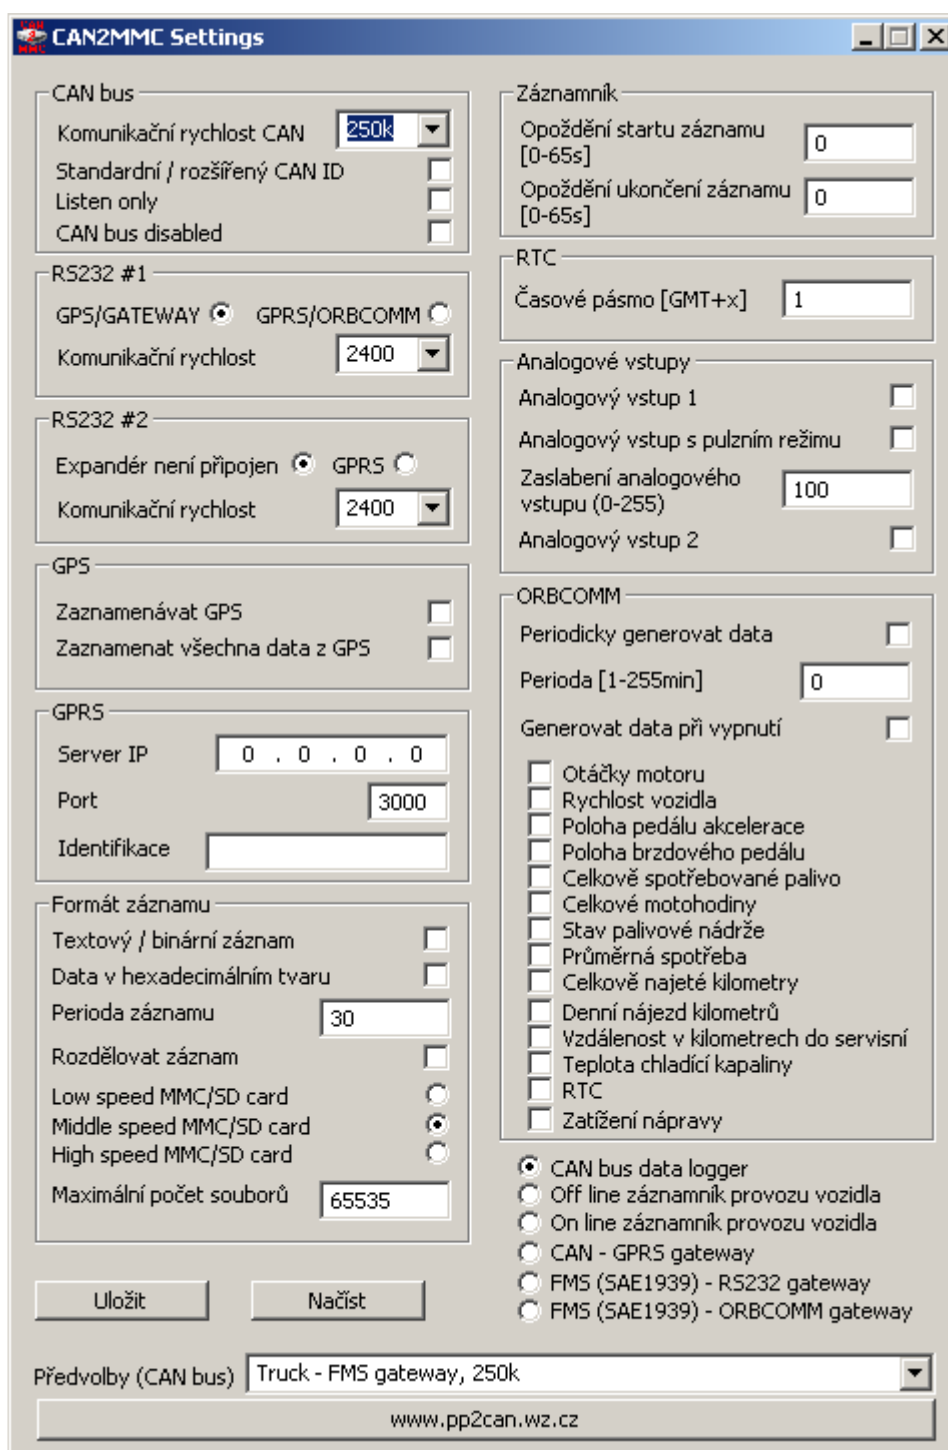 CAN2MMC Settings
CAN bus
Komunikační rychlost CAN 250k
Standardní / rozšířený CAN ID
Listen only
CAN bus disabled
RS232 #1
GPS/GATEWAY GPRS/ORBCOMM
Komunikační rychlost 2400
RS232 #2
Expandér není připojen GPRS
Komunikační rychlost 2400
GPS
Zaznamenávat GPS
Zaznamenat všechna data z GPS
GPRS
Server IP 0 . 0 . 0 . 0
Port 3000
Identifikace
Formát záznamu
Textový / binární záznam
Data v hexadecimálním tvaru
Perioda záznamu 30
Rozdělovat záznam
Low speed MMC/SD card
Middle speed MMC/SD card
High speed MMC/SD card
Maximální počet souborů 65535
Uložit Načíst
Záznamník
Opoždění startu záznamu
[0-65s] 0
Opoždění ukončení záznamu
[0-65s] 0
RTC
Časové pásmo [GMT+x] 1
Analogové vstupy
Analogový vstup 1
Analogový vstup s pulzním režimu
Zaslabení analogového
vstupu (0-255) 100
Analogový vstup 2
ORBCOMM
Periodicky generovat data
Perioda [1-255min] 0
Generovat data při vypnutí
Otáčky motoru
Rychlost vozidla
Poloha pedálu akcelerace
Poloha brzdového pedálu
Celkově spotřebované palivo
Celkové motohodiny
Stav palivové nádrže
Průměrná spotřeba
Celkově najeté kilometry
Denní nájezd kilometrů
Vzdálenost v kilometrech do servisní
Teplota chladící kapaliny
RTC
Zatížení nápravy
CAN bus data logger
Off line záznamník provozu vozidla
On line záznamník provozu vozidla
CAN - GPRS gateway
FMS (SAE1939) - RS232 gateway
FMS (SAE1939) - ORBCOMM gateway
Předvolby (CAN bus) Truck - FMS gateway, 250k
www.pp2can.wz.cz